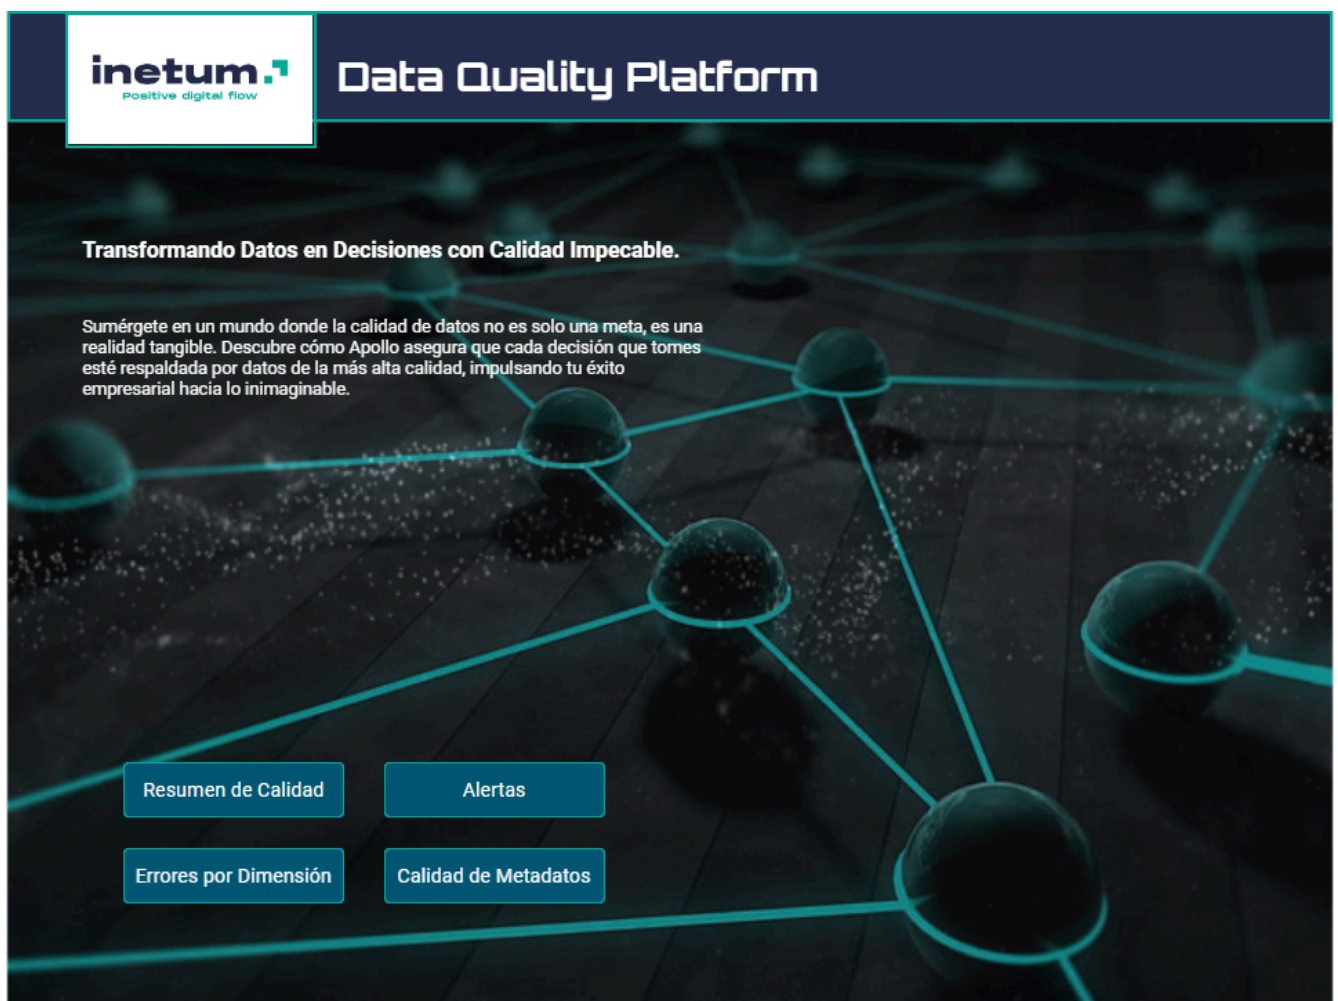 inetum.
Positive digital flow
Data Quality Platform
Transformando Datos en Decisiones con Calidad Impecable.
Sumérgete en un mundo donde la calidad de datos no es solo una meta, es una
realidad tangible. Descubre cómo Apollo asegura que cada decisión que tomes
esté respaldada por datos de la más alta calidad, impulsando tu éxito
empresarial hacia lo inimaginable.
Resumen de Calidad
Alertas
Errores por Dimensión
Calidad de Metadatos